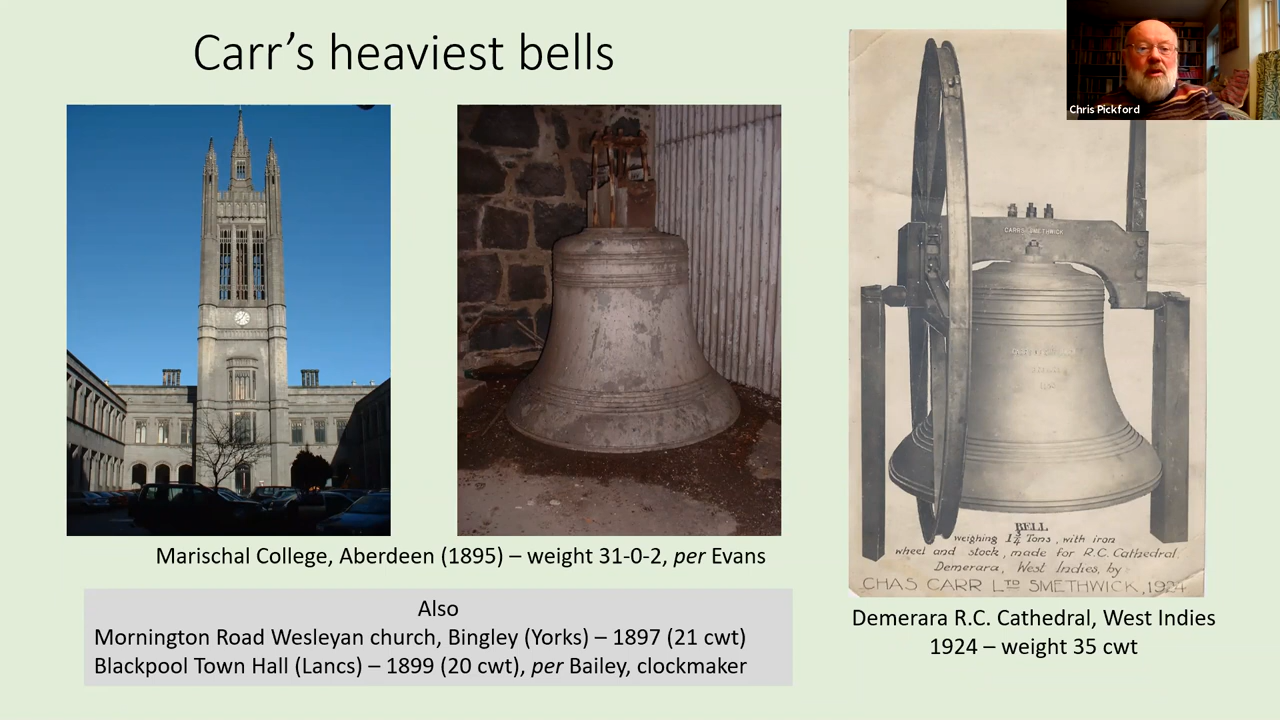 Carr's heaviest bells
Chris Pickford
CARRS SMETHWICK
BELL
weighing 1¾ Tons, with iron
wheel and stock, made for R.C. Cathedral.
Demerara, West Indies, by
CHAS CARR LTD SMETHWICK, 1924
Marischal College, Aberdeen (1895) – weight 31-0-2, per Evans
Also
Mornington Road Wesleyan church, Bingley (Yorks) – 1897 (21 cwt)
Blackpool Town Hall (Lancs) – 1899 (20 cwt), per Bailey, clockmaker
Demerara R.C. Cathedral, West Indies
1924 – weight 35 cwt